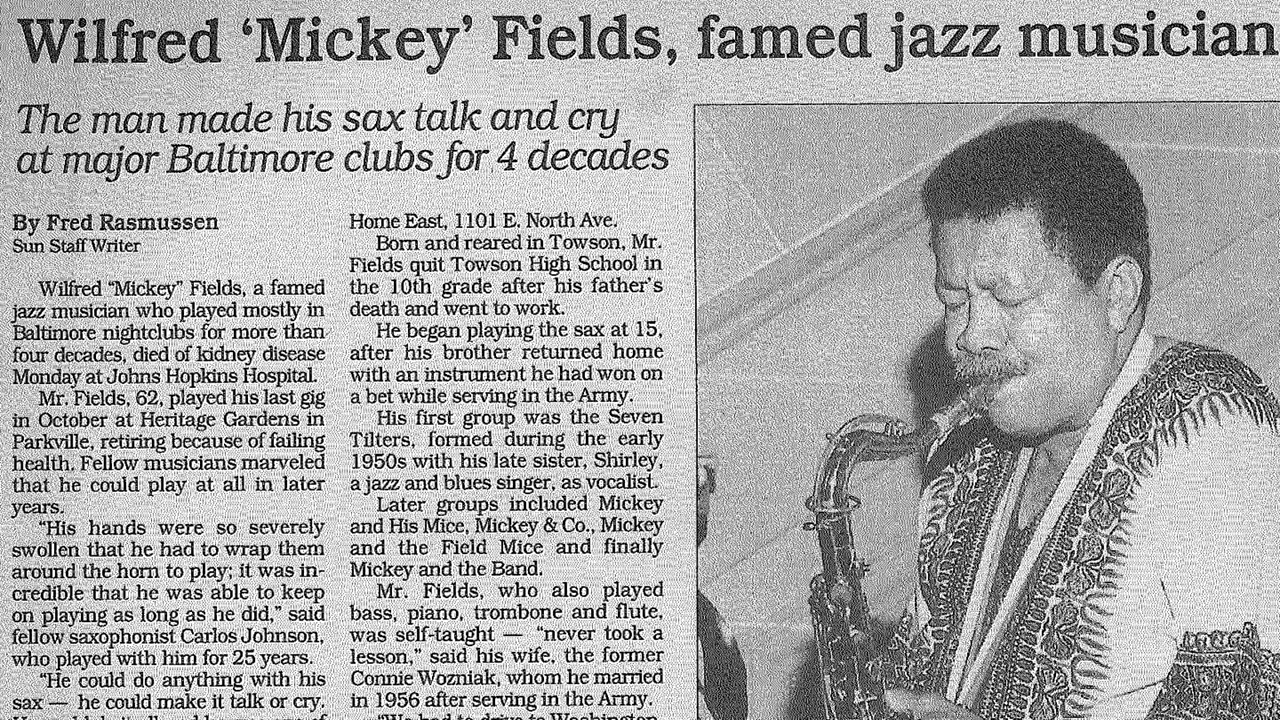 Wilfred ‘Mickey’ Fields, famed jazz musician
The man made his sax talk and cry
at major Baltimore clubs for 4 decades
By Fred Rasmussen
Sun Staff Writer
Wilfred “Mickey” Fields, a famed
jazz musician who played mostly in
Baltimore nightclubs for more than
four decades, died of kidney disease
Monday at Johns Hopkins Hospital.
Mr. Fields, 62, played his last gig
in October at Heritage Gardens in
Parkville, retiring because of failing
health. Fellow musicians marveled
that he could play at all in later
years.
“His hands were so severely
swollen that he had to wrap them
around the horn to play; it was in-
credible that he was able to keep
on playing as long as he did,” said
fellow saxophonist Carlos Johnson,
who played with him for 25 years.
“He could do anything with his
sax — he could make it talk or cry.
Home East, 1101 E. North Ave.
Born and reared in Towson, Mr.
Fields quit Towson High School in
the 10th grade after his father’s
death and went to work.
He began playing the sax at 15,
after his brother returned home
with an instrument he had won on
a bet while serving in the Army.
His first group was the Seven
Tilters, formed during the early
1950s with his late sister, Shirley,
a jazz and blues singer, as vocalist.
Later groups included Mickey
and His Mice, Mickey & Co., Mickey
and the Field Mice and finally
Mickey and the Band.
Mr. Fields, who also played
bass, piano, trombone and flute,
was self-taught — “never took a
lesson,” said his wife, the former
Connie Wozniak, whom he married
in 1956 after serving in the Army.
“We had to drive to Washington